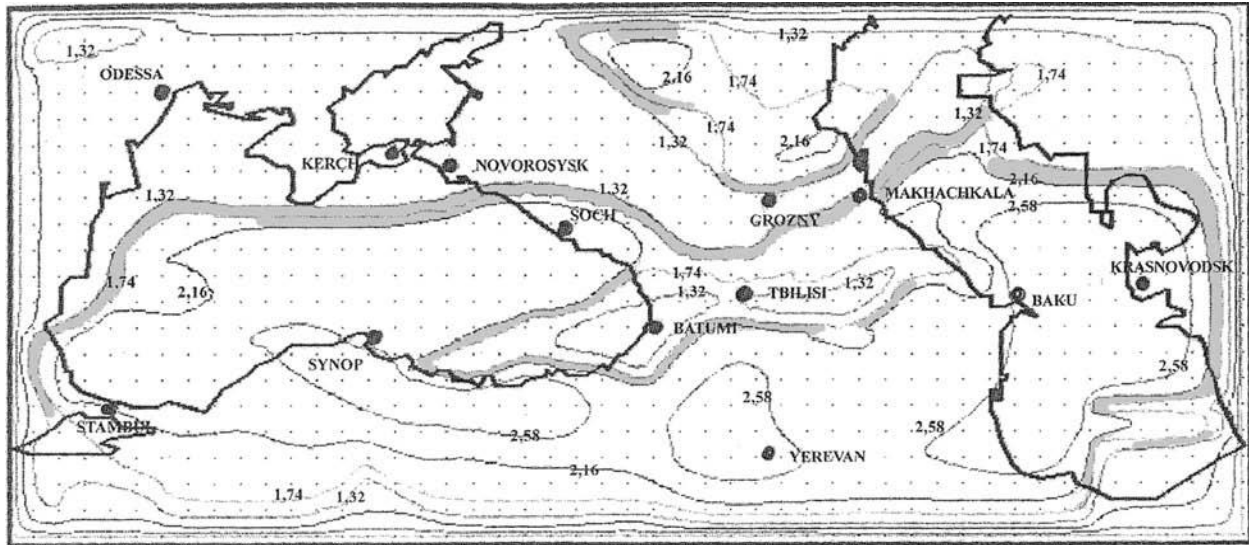 1,32
1,32
ODESSA
2,16
1,74
1,74
1,32
KERCH
NOVOROSYSK
1,32
1,74
2,16
1,74
2,16
1.32
1.32
SOCH
GROZNY
MAKHACHKALA
2,58
1,74
2,16
1,74
1,32
TBILISI
1,32
BAKU
KRASNOVODSK
BATUMI
SYNOP
2,58
2,58
STAMBUL
2,58
2,58
2,16
YEREVAN
1,74
1,32